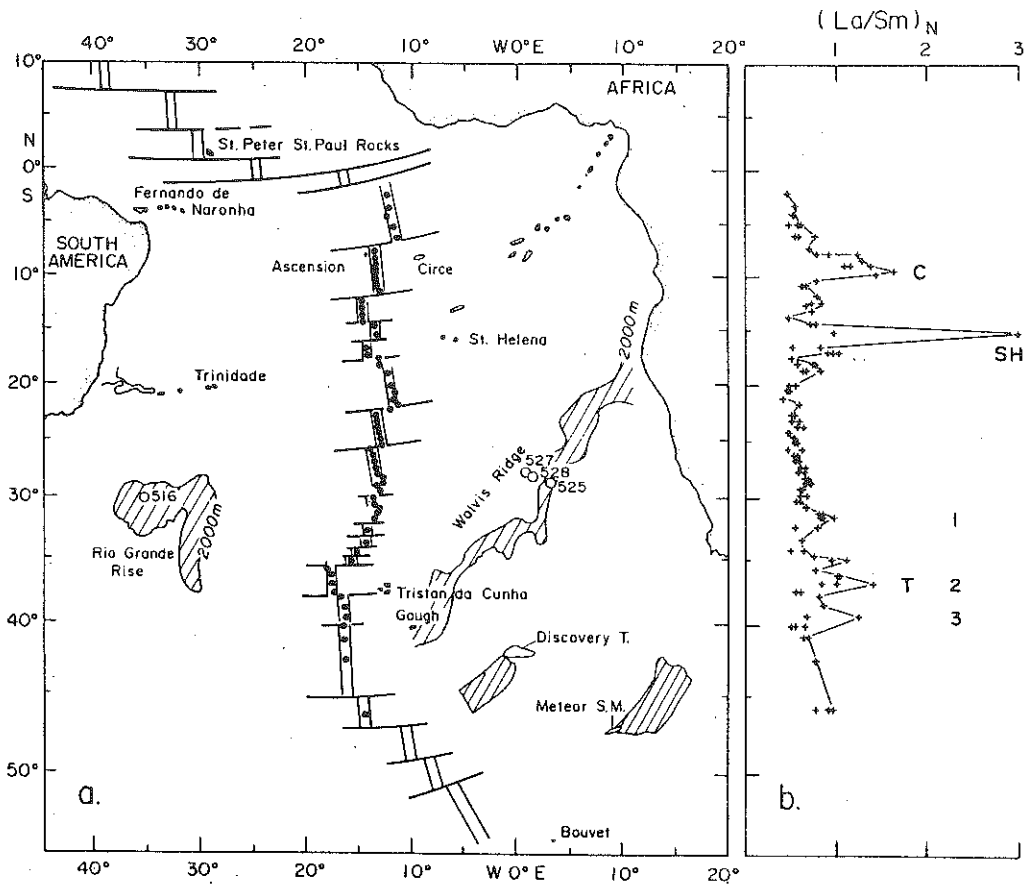 40° 30° 20° 10° W0°E 10° 20°
(La/Sm)N
1 2 3
10°
N
0°
S
10°
20°
30°
40°
50°
AFRICA
St. Peter St. Paul Rocks
Fernando de
Naronha
SOUTH
AMERICA
Ascension
Circe
St. Helena
2000m
Trinidade
Walvis Ridge
527
528
525
516
2000m
Rio Grande
Rise
Tristan da Cunha
Gough
Discovery T.
Meteor S.M.
Bouvet
a.
40° 30° 20° 10° W0°E 10° 20°
C
SH
1
T 2
3
b.